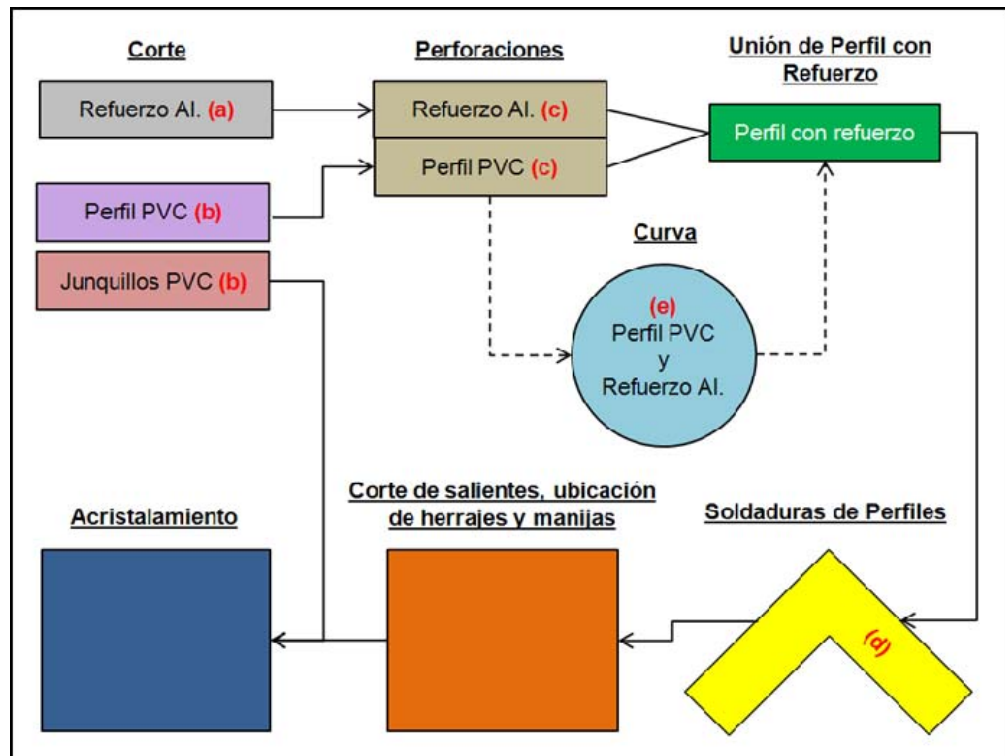 Corte
Refuerzo Al. (a)
Perfil PVC (b)
Junquillos PVC (b)
Perforaciones
Refuerzo Al. (c)
Perfil PVC (c)
Unión de Perfil con
Refuerzo
Perfil con refuerzo
Curva
(e)
Perfil PVC
y
Refuerzo Al.
Acristalamiento
Corte de salientes, ubicación
de herrajes y manijas
Soldaduras de Perfiles
(d)